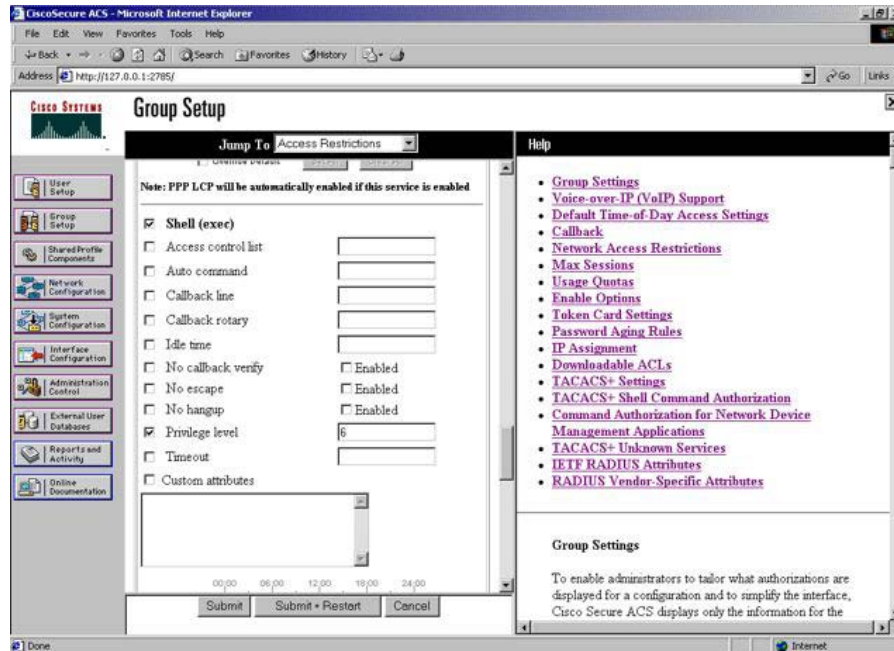 CiscoSecure ACS - Microsoft Internet Explorer
File Edit View Favorites Tools Help
Back Search Favorites History
Address http://127.0.0.1:2785/ Go Links
CISCO SYSTEMS
Group Setup
Jump To Access Restrictions
User Setup
Group Setup
Shared Profile Components
Network Configuration
System Configuration
Interface Configuration
Administration Control
External User Databases
Reports and Activity
Online Documentation
Note: PPP LCP will be automatically enabled if this service is enabled
Shell (exec)
Access control list
Auto command
Callback line
Callback rotary
Idle time
No callback verify Enabled
No escape Enabled
No hangup Enabled
Privilege level 6
Timeout
Custom attributes
00:00 06:00 12:00 18:00 24:00
Submit Submit + Restart Cancel
Help
Group Settings
Voice-over-IP (VoIP) Support
Default Time-of-Day Access Settings
Callback
Network Access Restrictions
Max Sessions
Usage Quotas
Enable Options
Token Card Settings
Password Aging Rules
IP Assignment
Downloadable ACLs
TACACS+ Settings
TACACS+ Shell Command Authorization
Command Authorization for Network Device
Management Applications
TACACS+ Unknown Services
IETF RADIUS Attributes
RADIUS Vendor-Specific Attributes
Group Settings
To enable administrators to tailor what authorizations are
displayed for a configuration and to simplify the interface,
Cisco Secure ACS displays only the information for the
Done Internet